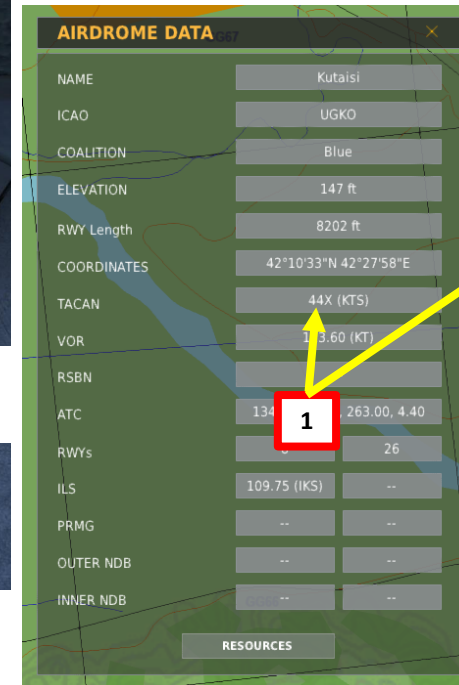 AIRDROME DATA
NAME Kutaisi
ICAO UGKO
COALITION Blue
ELEVATION 147 ft
RWY Length 8202 ft
COORDINATES 42°10'33"N 42°27'58"E
TACAN 44X (KTS)
VOR (KT)
RSBN
ATC 263.00, 4.40
RWYs 26
ILS 109.75 (IKS) --
PRMG -- --
OUTER NDB -- --
INNER NDB -- --
RESOURCES
1